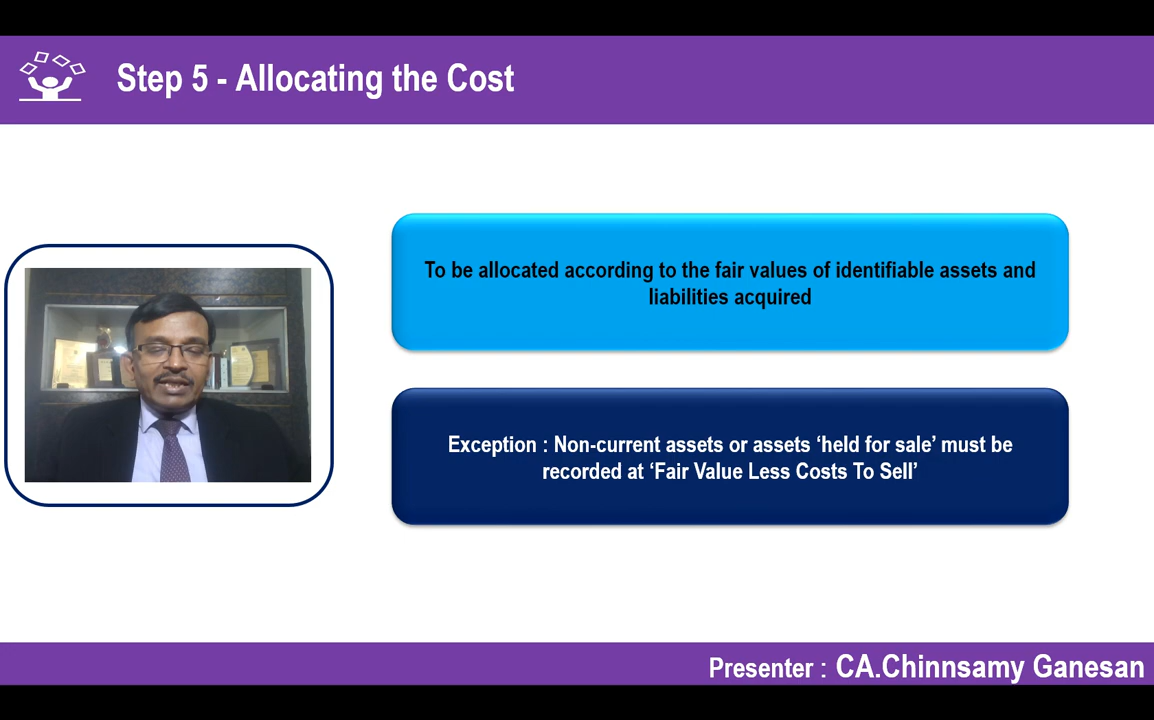 Step 5 - Allocating the Cost
To be allocated according to the fair values of identifiable assets and
liabilities acquired
Exception : Non-current assets or assets ‘held for sale’ must be
recorded at ‘Fair Value Less Costs To Sell’
Presenter : CA.Chinnsamy Ganesan